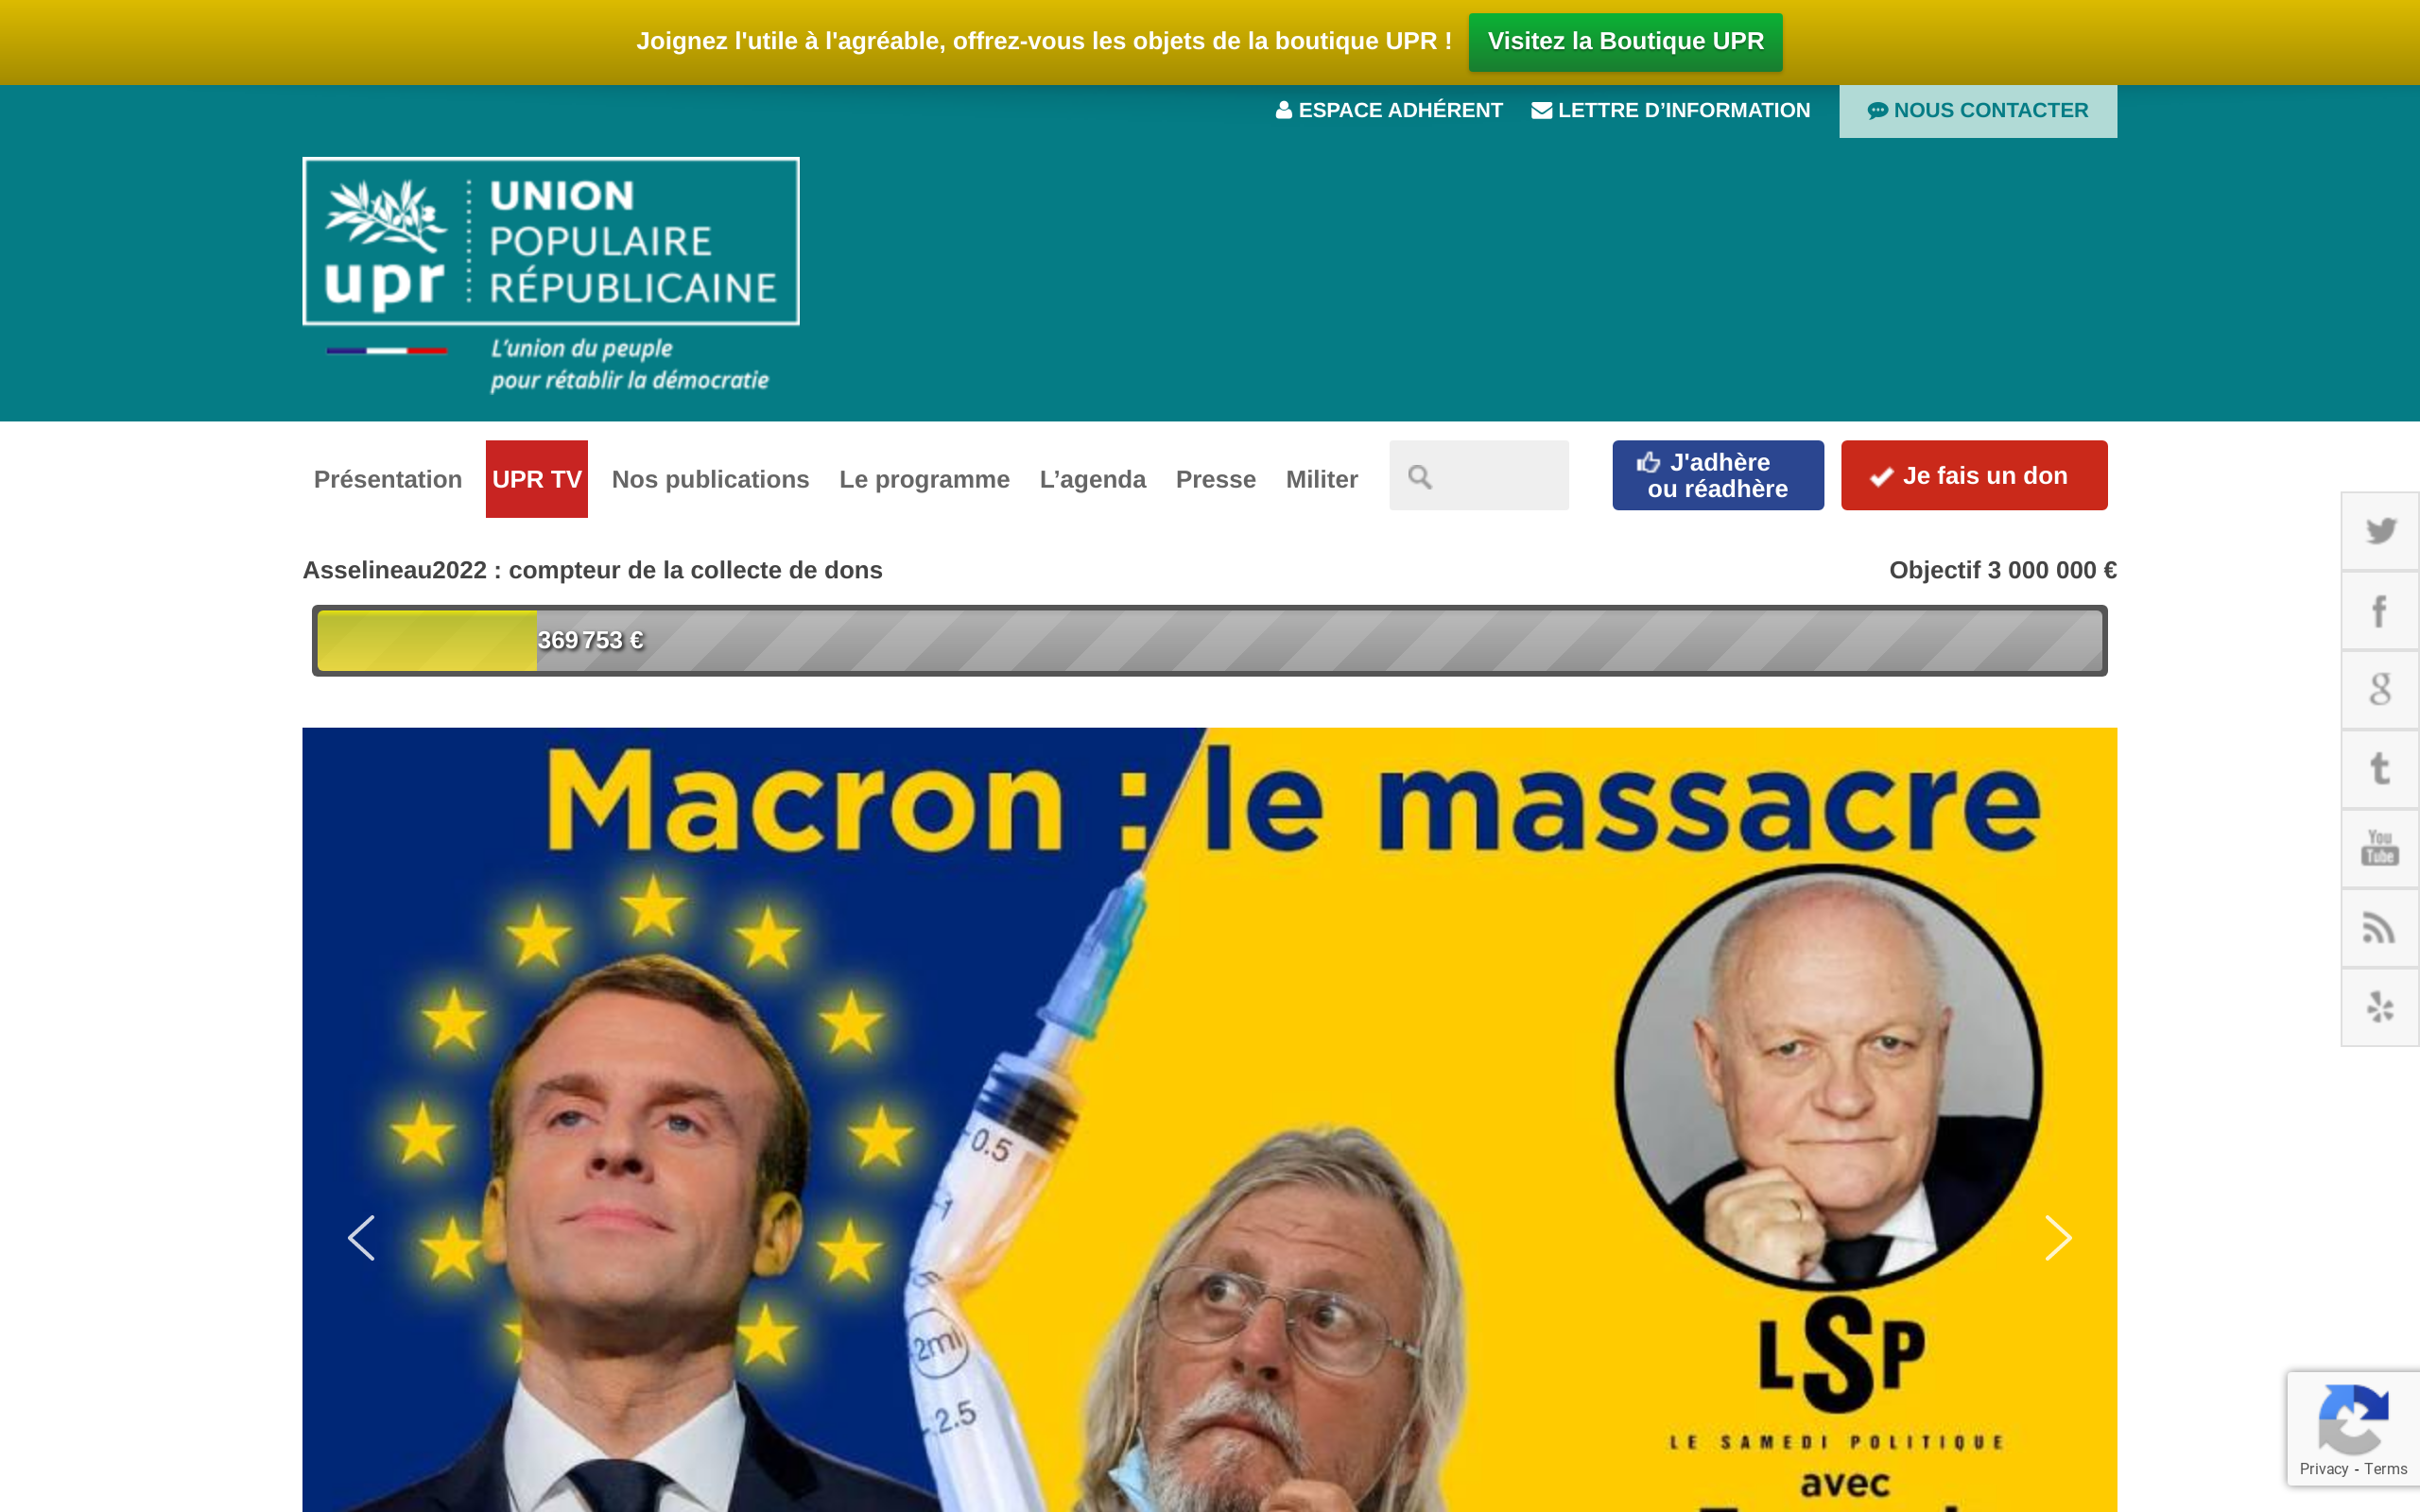 Joignez l'utile à l'agréable, offrez-vous les objets de la boutique UPR !
Visitez la Boutique UPR
ESPACE ADHÉRENT
LETTRE D’INFORMATION
NOUS CONTACTER
UNION
POPULAIRE
RÉPUBLICAINE
upr
L’union du peuple
pour rétablir la démocratie
Présentation
UPR TV
Nos publications
Le programme
L’agenda
Presse
Militer
J'adhère
ou réadhère
Je fais un don
Asselineau2022 : compteur de la collecte de dons
Objectif 3 000 000 €
369 753 €
Macron : le massacre
0.5
1
2ml
2.5
LSP
LE SAMEDI POLITIQUE
avec
You
Tube
Privacy - Terms